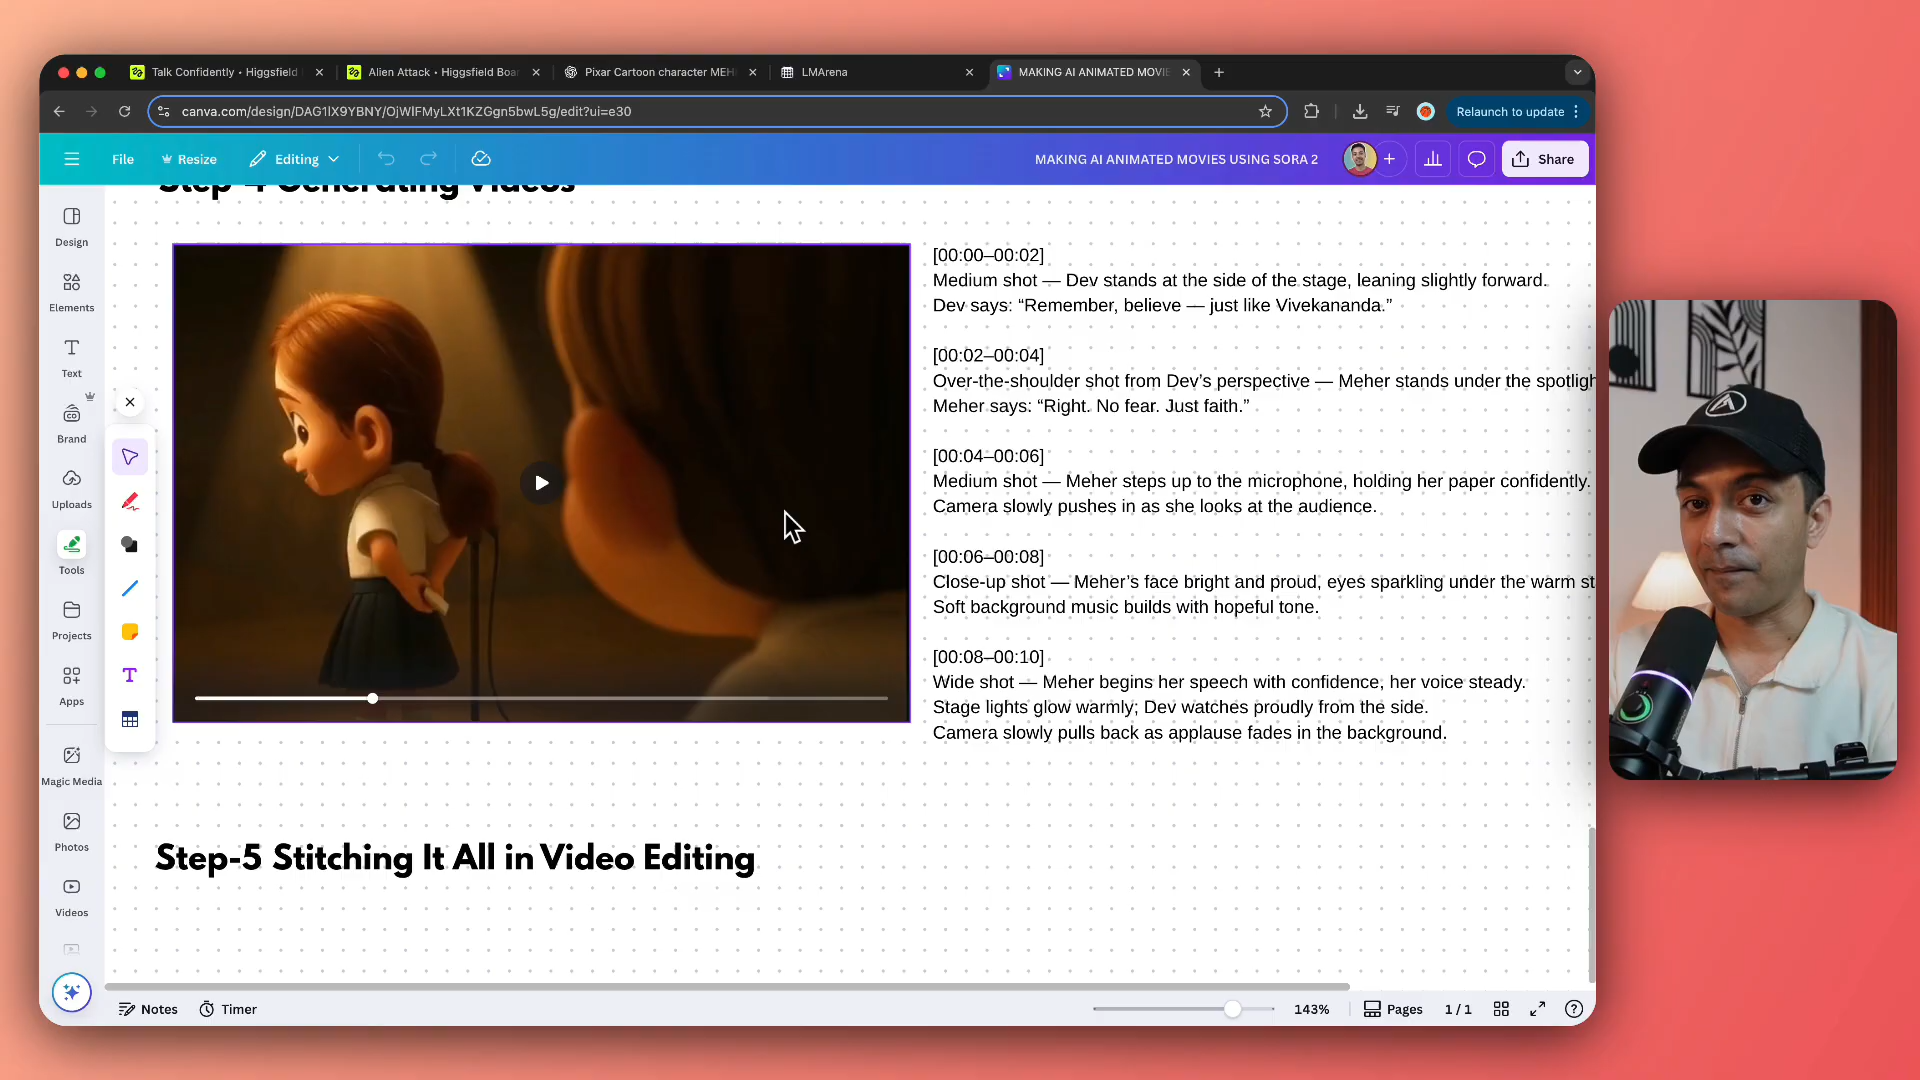 Talk Confidently • Higgsfield
Alien Attack • Higgsfield Boar
Pixar Cartoon character MEH
LMArena
MAKING AI ANIMATED MOVIE
canva.com/design/DAG1lX9YBNY/OjWlFMyLXt1KZGgn5bwL5g/edit?ui=e30
Relaunch to update
File
Resize
Editing
MAKING AI ANIMATED MOVIES USING SORA 2
Share
Step-4 Generating Videos
Design
Elements
Text
Brand
Uploads
Tools
Projects
Apps
Magic Media
Photos
Videos
[00:00–00:02]
Medium shot — Dev stands at the side of the stage, leaning slightly forward.
Dev says: “Remember, believe — just like Vivekananda.”
[00:02–00:04]
Over-the-shoulder shot from Dev’s perspective — Meher stands under the spotligh
Meher says: “Right. No fear. Just faith.”
[00:04–00:06]
Medium shot — Meher steps up to the microphone, holding her paper confidently.
Camera slowly pushes in as she looks at the audience.
[00:06–00:08]
Close-up shot — Meher’s face bright and proud, eyes sparkling under the warm st
Soft background music builds with hopeful tone.
[00:08–00:10]
Wide shot — Meher begins her speech with confidence, her voice steady.
Stage lights glow warmly; Dev watches proudly from the side.
Camera slowly pulls back as applause fades in the background.
Step-5 Stitching It All in Video Editing
Notes
Timer
143%
Pages
1 / 1